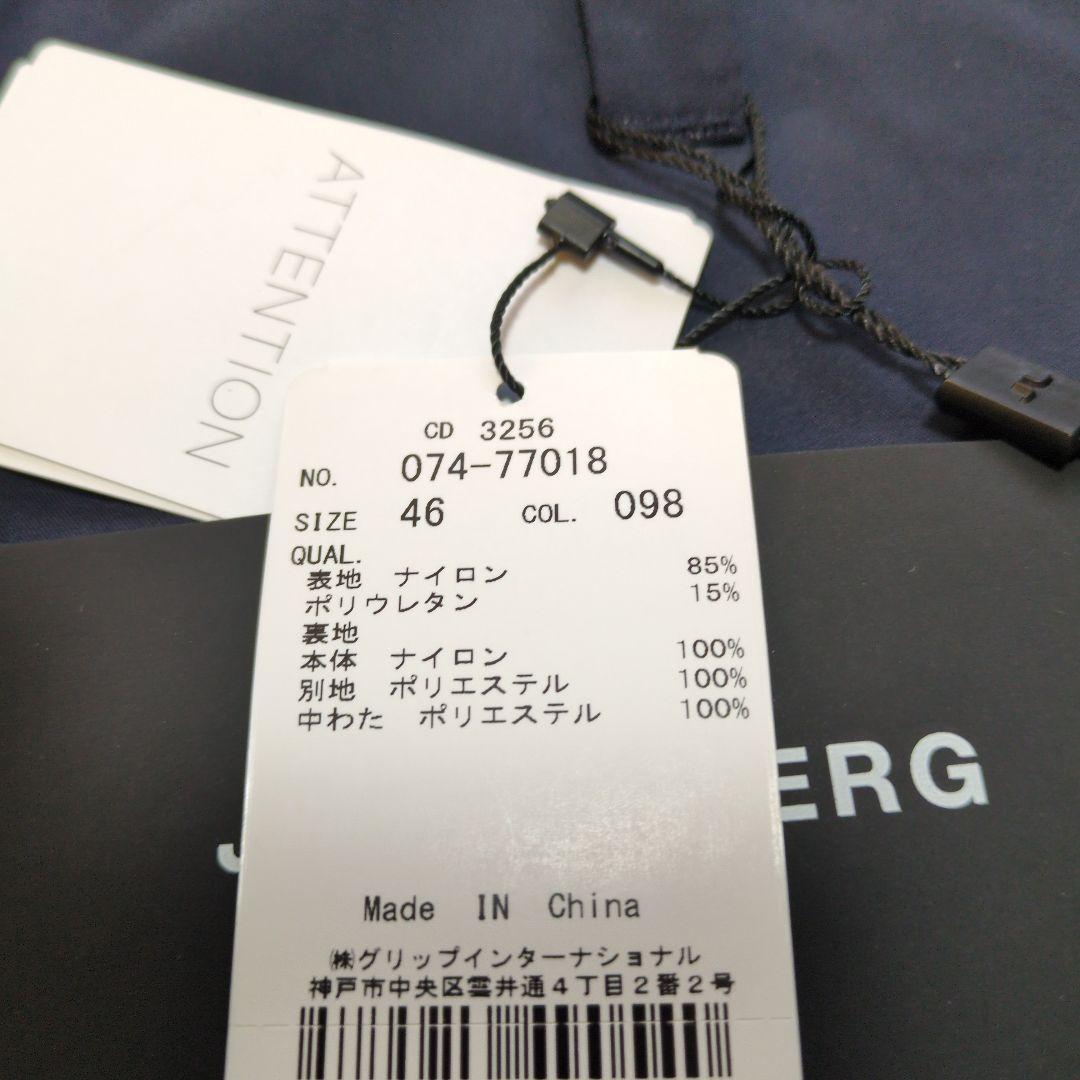 ATTENTION
CD 3256
NO. 074-77018
SIZE 46 COL. 098
QUAL.
表地 ナイロン 85%
ポリウレタン 15%
裏地
本体 ナイロン 100%
別地 ポリエステル 100%
中わた ポリエステル 100%
J ERG
Made IN China
㈱グリップインターナショナル
神戸市中央区雲井通4丁目2番2号